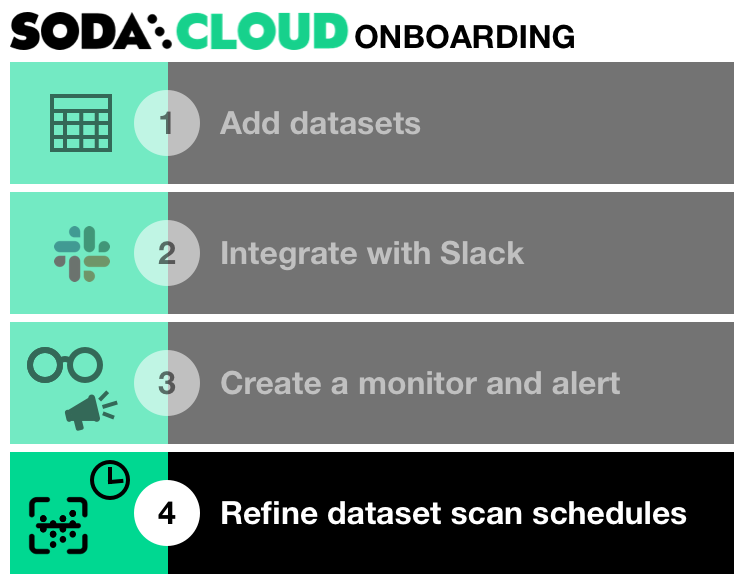 SODA CLOUD ONBOARDING
1 Add datasets
2 Integrate with Slack
3 Create a monitor and alert
4 Refine dataset scan schedules